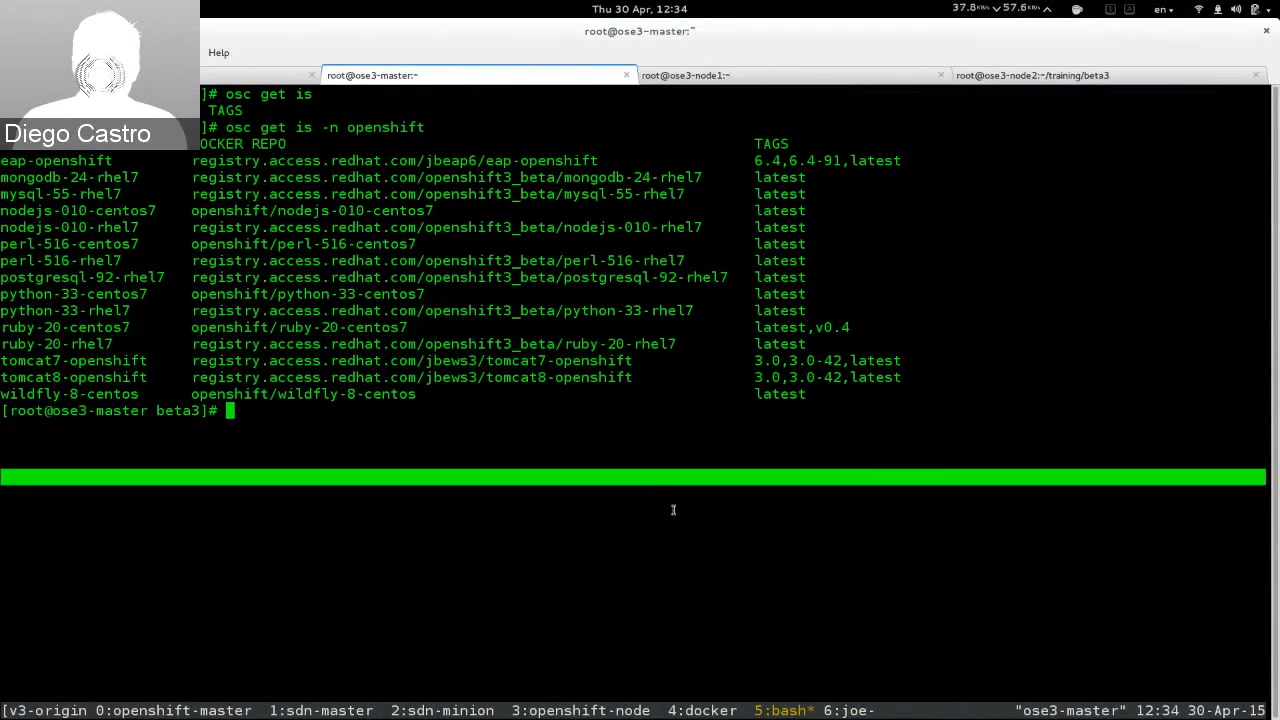 Thu 30 Apr, 12:34
37.8 KB/s 57.6 KB/s
en
root@ose3-master:~
Help
root@ose3-master:~
root@ose3-node1:~
root@ose3-node2:~/training/beta3
Diego Castro
]# osc get is
TAGS
]# osc get is -n openshift
OCKER REPO TAGS
eap-openshift registry.access.redhat.com/jbeap6/eap-openshift 6.4,6.4-91,latest
mongodb-24-rhel7 registry.access.redhat.com/openshift3_beta/mongodb-24-rhel7 latest
mysql-55-rhel7 registry.access.redhat.com/openshift3_beta/mysql-55-rhel7 latest
nodejs-010-centos7 openshift/nodejs-010-centos7 latest
nodejs-010-rhel7 registry.access.redhat.com/openshift3_beta/nodejs-010-rhel7 latest
perl-516-centos7 openshift/perl-516-centos7 latest
perl-516-rhel7 registry.access.redhat.com/openshift3_beta/perl-516-rhel7 latest
postgresql-92-rhel7 registry.access.redhat.com/openshift3_beta/postgresql-92-rhel7 latest
python-33-centos7 openshift/python-33-centos7 latest
python-33-rhel7 registry.access.redhat.com/openshift3_beta/python-33-rhel7 latest
ruby-20-centos7 openshift/ruby-20-centos7 latest,v0.4
ruby-20-rhel7 registry.access.redhat.com/openshift3_beta/ruby-20-rhel7 latest
tomcat7-openshift registry.access.redhat.com/jbews3/tomcat7-openshift 3.0,3.0-42,latest
tomcat8-openshift registry.access.redhat.com/jbews3/tomcat8-openshift 3.0,3.0-42,latest
wildfly-8-centos openshift/wildfly-8-centos latest
[root@ose3-master beta3]#
[v3-origin 0:openshift-master 1:sdn-master 2:sdn-minion 3:openshift-node 4:docker 5:bash* 6:joe- "ose3-master" 12:34 30-Apr-15